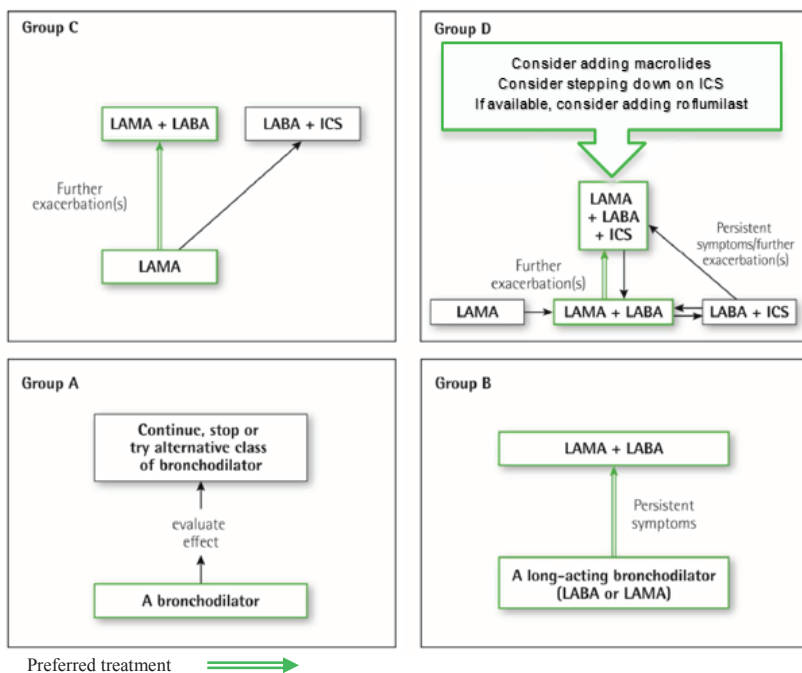 Group C
LAMA + LABA
LABA + ICS
Further
exacerbation(s)
LAMA
Group D
Consider adding macrolides
Consider stepping down on ICS
If available, consider adding roflumilast
LAMA
+ LABA
+ ICS
Persistent
symptoms/further
exacerbation(s)
Further
exacerbation(s)
LAMA
LAMA + LABA
LABA + ICS
Group A
Continue, stop or
try alternative class
of bronchodilator
evaluate
effect
A bronchodilator
Group B
LAMA + LABA
Persistent
symptoms
A long-acting bronchodilator
(LABA or LAMA)
Preferred treatment